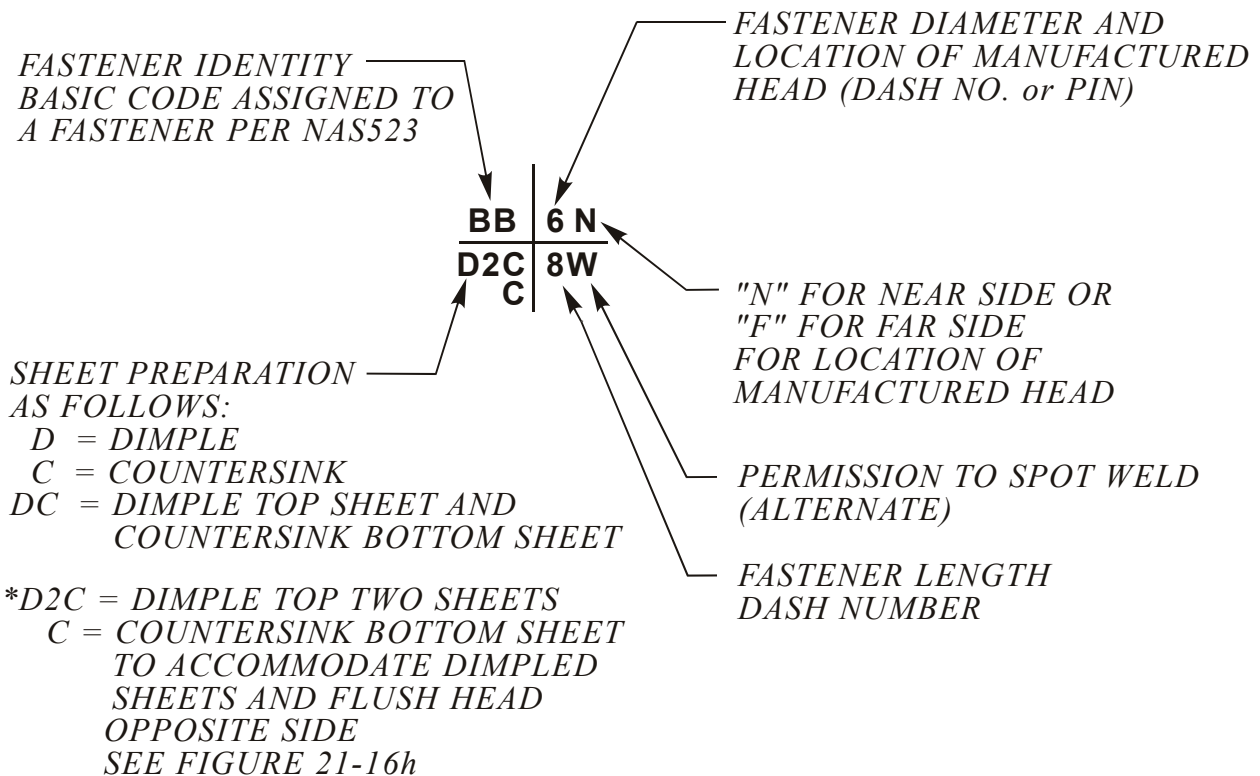 FASTENER IDENTITY
BASIC CODE ASSIGNED TO
A FASTENER PER NAS523
FASTENER DIAMETER AND
LOCATION OF MANUFACTURED
HEAD (DASH NO. or PIN)
BB 6 N
D2C 8W
C
"N" FOR NEAR SIDE OR
"F" FOR FAR SIDE
FOR LOCATION OF
MANUFACTURED HEAD
SHEET PREPARATION
AS FOLLOWS:
D = DIMPLE
C = COUNTERSINK
DC = DIMPLE TOP SHEET AND
COUNTERSINK BOTTOM SHEET
*D2C = DIMPLE TOP TWO SHEETS
C = COUNTERSINK BOTTOM SHEET
TO ACCOMMODATE DIMPLED
SHEETS AND FLUSH HEAD
OPPOSITE SIDE
SEE FIGURE 21-16h
PERMISSION TO SPOT WELD
(ALTERNATE)
FASTENER LENGTH
DASH NUMBER